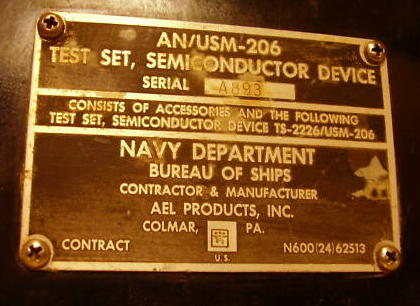 AN/USM-206
TEST SET, SEMICONDUCTOR DEVICE
SERIAL A893
CONSISTS OF ACCESSORIES AND THE FOLLOWING
TEST SET, SEMICONDUCTOR DEVICE TS-2226/USM-206
NAVY DEPARTMENT
BUREAU OF SHIPS
CONTRACTOR & MANUFACTURER
AEL PRODUCTS, INC.
COLMAR, PA.
U.S.
CONTRACT N600(24)62513